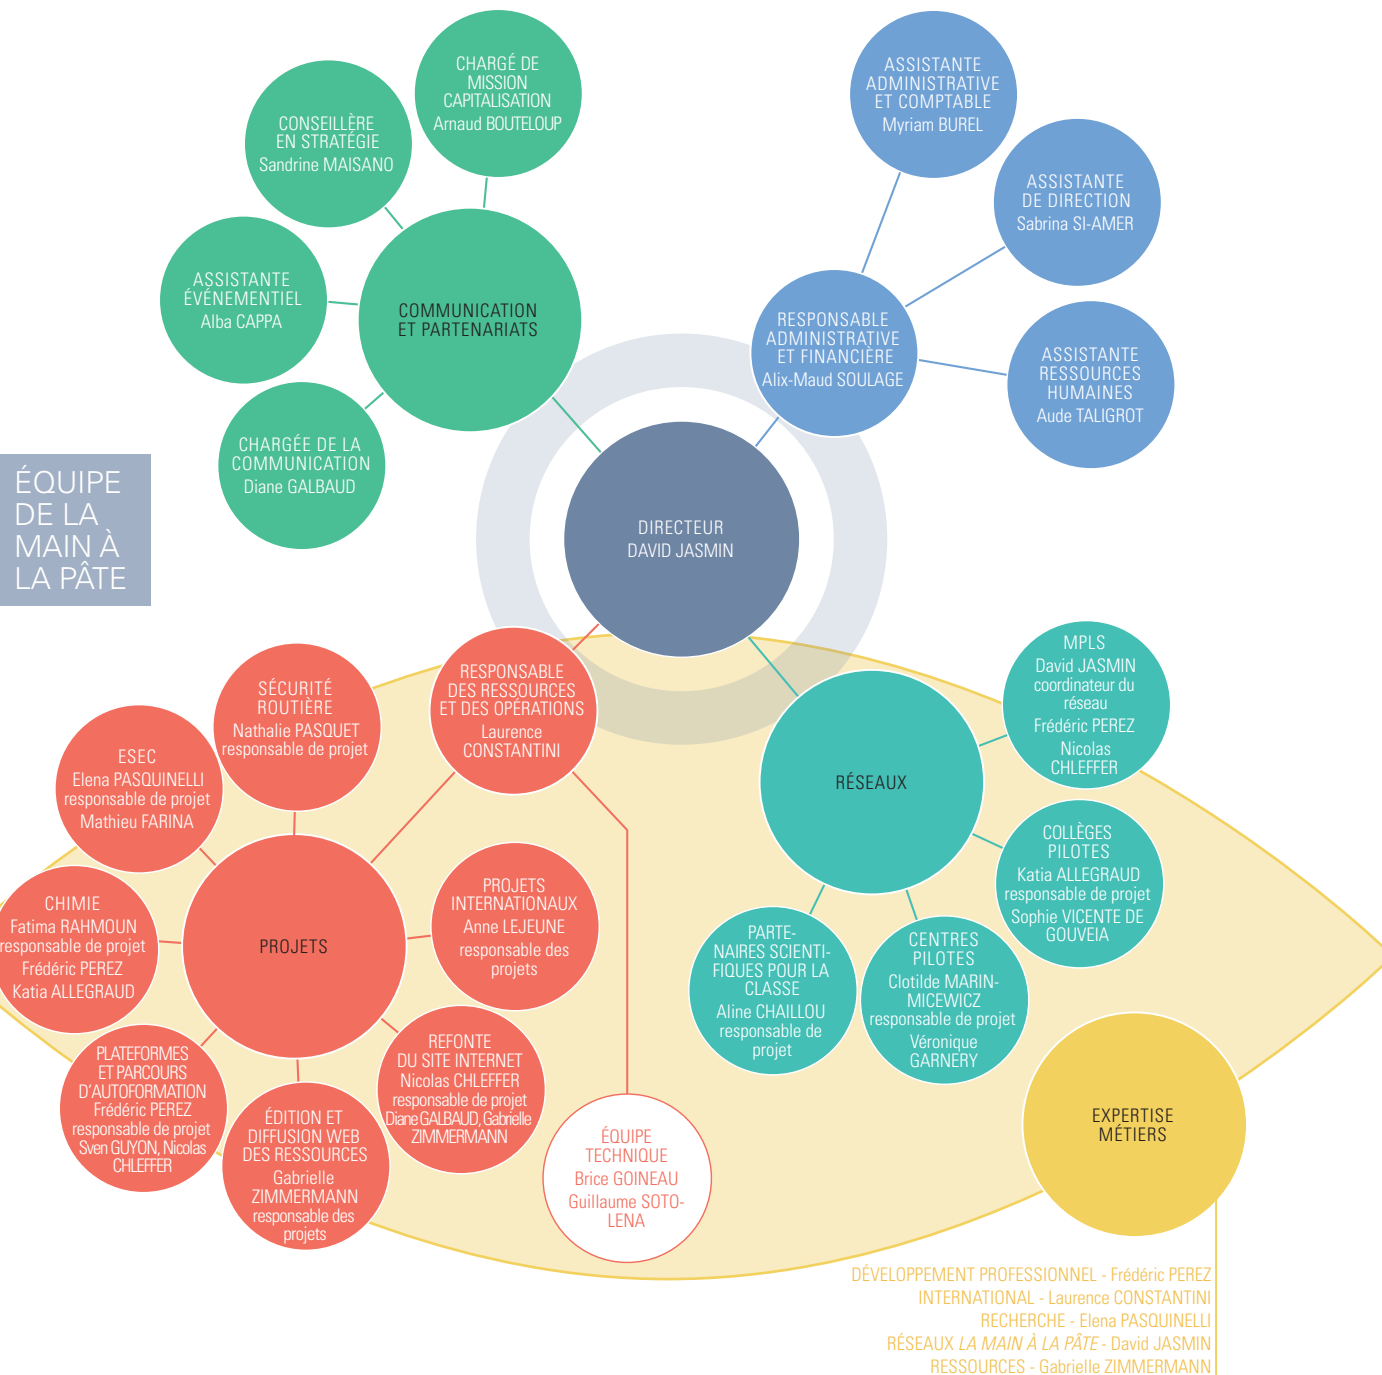 CHARGÉ DE
MISSION
CAPITALISATION
Arnaud BOUTELOUP
CONSEILLÈRE
EN STRATÉGIE
Sandrine MAISANO
ASSISTANTE
ÉVÉNEMENTIEL
Alba CAPPA
CHARGÉE DE LA
COMMUNICATION
Diane GALBAUD
COMMUNICATION
ET PARTENARIATS
ASSISTANTE
ADMINISTRATIVE
ET COMPTABLE
Myriam BUREL
ASSISTANTE
DE DIRECTION
Sabrina SI-AMER
RESPONSABLE
ADMINISTRATIVE
ET FINANCIÈRE
Alix-Maud SOULAGE
ASSISTANTE
RESSOURCES
HUMAINES
Aude TALIGROT
ÉQUIPE
DE LA
MAIN À
LA PÂTE
DIRECTEUR
DAVID JASMIN
RESPONSABLE
DES RESSOURCES
ET DES OPÉRATIONS
Laurence
CONSTANTINI
SÉCURITÉ
ROUTIÈRE
Nathalie PASQUET
responsable de projet
ESEC
Elena PASQUINELLI
responsable de projet
Mathieu FARINA
CHIMIE
Fatima RAHMOUN
responsable de projet
Frédéric PEREZ
Katia ALLEGRAUD
PROJETS
PROJETS
INTERNATIONAUX
Anne LEJEUNE
responsable des
projets
PLATEFORMES
ET PARCOURS
D'AUTOFORMATION
Frédéric PEREZ
responsable de projet
Sven GUYON, Nicolas
CHLEFFER
ÉDITION ET
DIFFUSION WEB
DES RESSOURCES
Gabrielle
ZIMMERMANN
responsable des
projets
REFONTE
DU SITE INTERNET
Nicolas CHLEFFER
responsable de projet
Diane GALBAUD, Gabrielle
ZIMMERMANN
ÉQUIPE
TECHNIQUE
Brice GOINEAU
Guillaume SOTO-
LENA
RÉSEAUX
MPLS
David JASMIN
coordinateur du
réseau
Frédéric PEREZ
Nicolas
CHLEFFER
COLLÈGES
PILOTES
Katia ALLEGRAUD
responsable de projet
Sophie VICENTE DE
GOUVEIA
PARTE-
NAIRES SCIENTI-
FIQUES POUR LA
CLASSE
Aline CHAILLOU
responsable de
projet
CENTRES
PILOTES
Clotilde MARIN-
MICEWICZ
responsable de projet
Véronique
GARNERY
EXPERTISE
MÉTIERS
DÉVELOPPEMENT PROFESSIONNEL - Frédéric PEREZ
INTERNATIONAL - Laurence CONSTANTINI
RECHERCHE - Elena PASQUINELLI
RÉSEAUX LA MAIN À LA PÂTE - David JASMIN
RESSOURCES - Gabrielle ZIMMERMANN